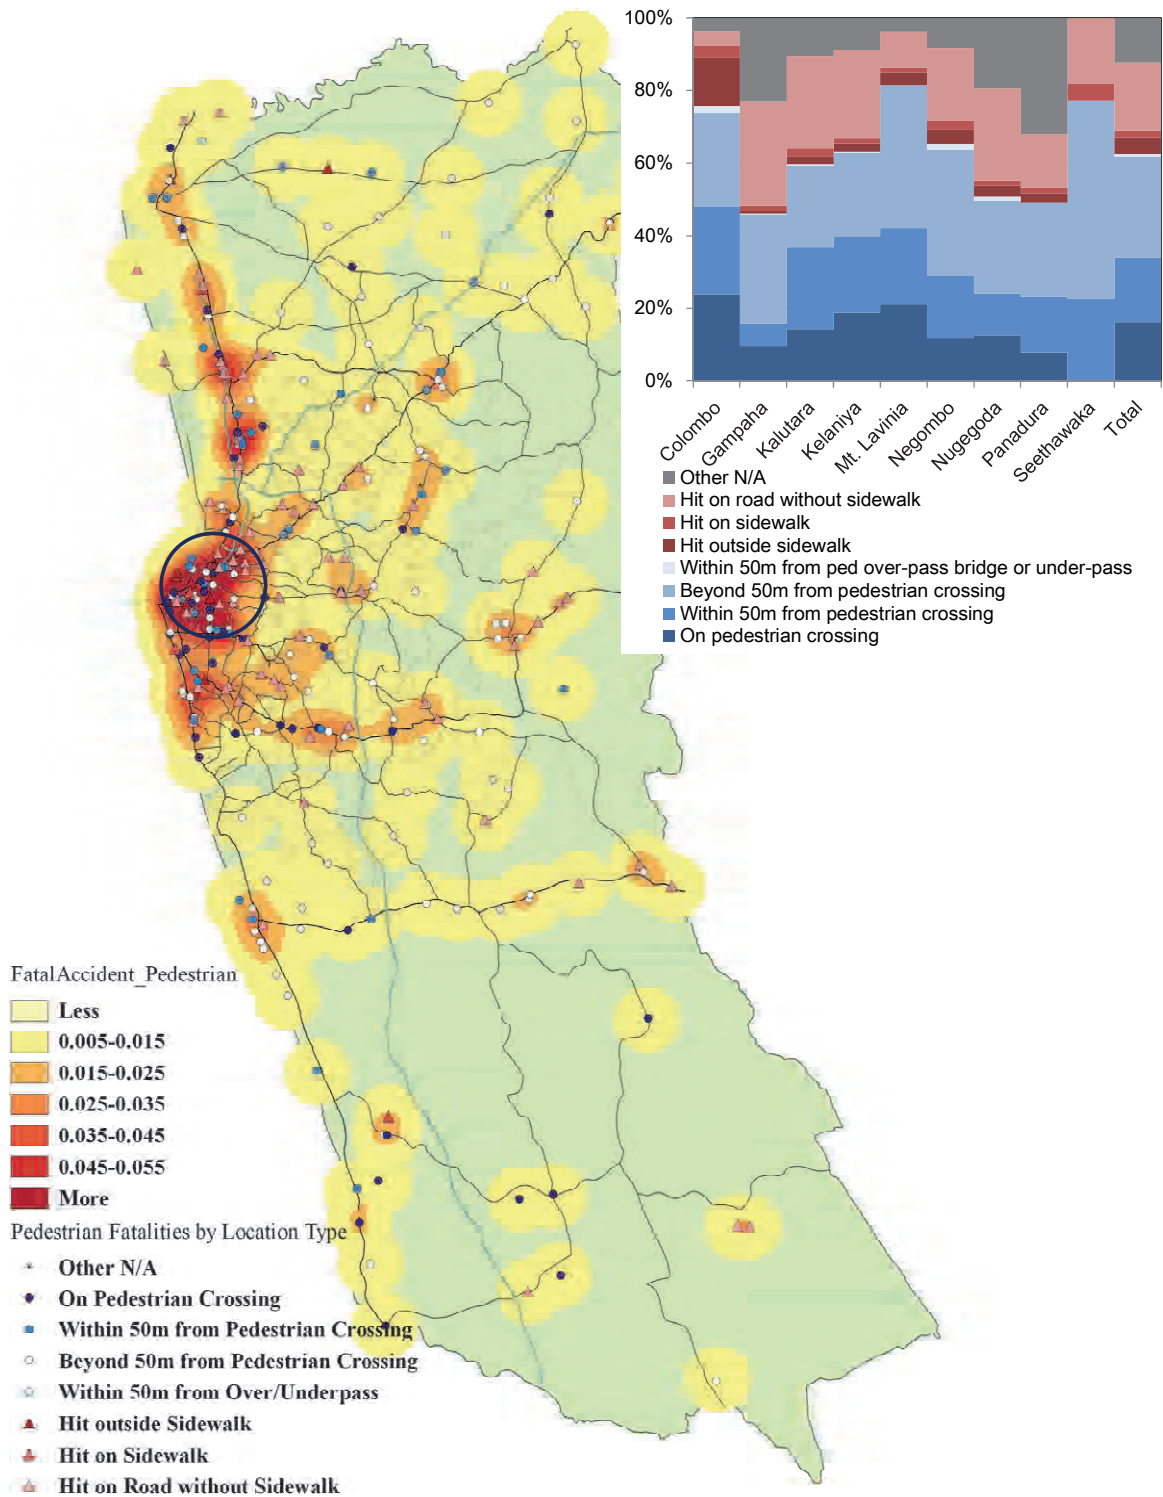 100%
80%
60%
40%
20%
0%
Colombo
Gampaha
Kalutara
Kelaniya
Mt. Lavinia
Negombo
Nugegoda
Panadura
Seethawaka
Total
Other N/A
Hit on road without sidewalk
Hit on sidewalk
Hit outside sidewalk
Within 50m from ped over-pass bridge or under-pass
Beyond 50m from pedestrian crossing
Within 50m from pedestrian crossing
On pedestrian crossing
FatalAccident_Pedestrian
Less
0.005-0.015
0.015-0.025
0.025-0.035
0.035-0.045
0.045-0.055
More
Pedestrian Fatalities by Location Type
Other N/A
On Pedestrian Crossing
Within 50m from Pedestrian Crossing
Beyond 50m from Pedestrian Crossing
Within 50m from Over/Underpass
Hit outside Sidewalk
Hit on Sidewalk
Hit on Road without Sidewalk